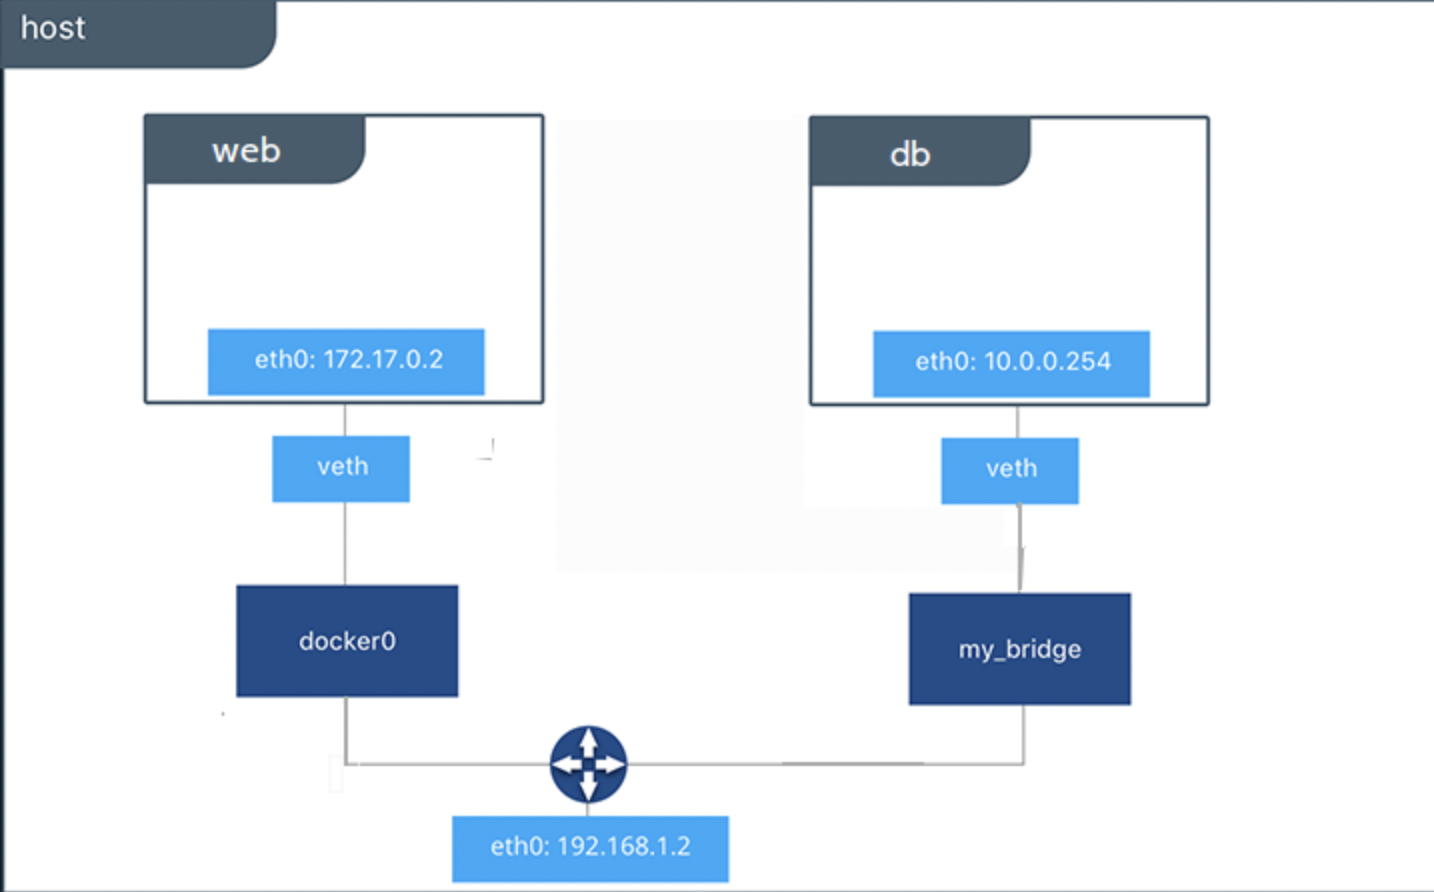 host
web
db
eth0: 172.17.0.2
eth0: 10.0.0.254
veth
veth
docker0
my_bridge
eth0: 192.168.1.2